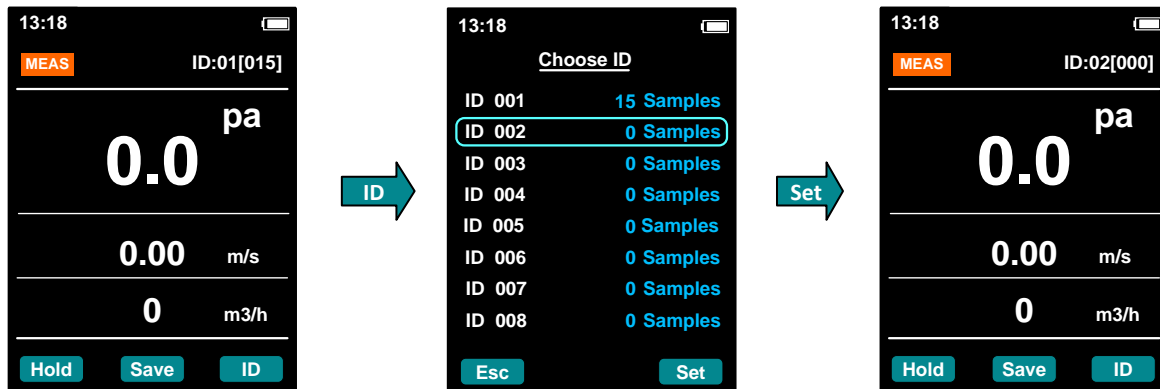 13:18
MEAS ID:01[015]
pa
0.0
0.00 m/s
0 m3/h
Hold Save ID
ID
13:18
Choose ID
ID 001 15 Samples
ID 002 0 Samples
ID 003 0 Samples
ID 004 0 Samples
ID 005 0 Samples
ID 006 0 Samples
ID 007 0 Samples
ID 008 0 Samples
Esc Set
Set
13:18
MEAS ID:02[000]
pa
0.0
0.00 m/s
0 m3/h
Hold Save ID